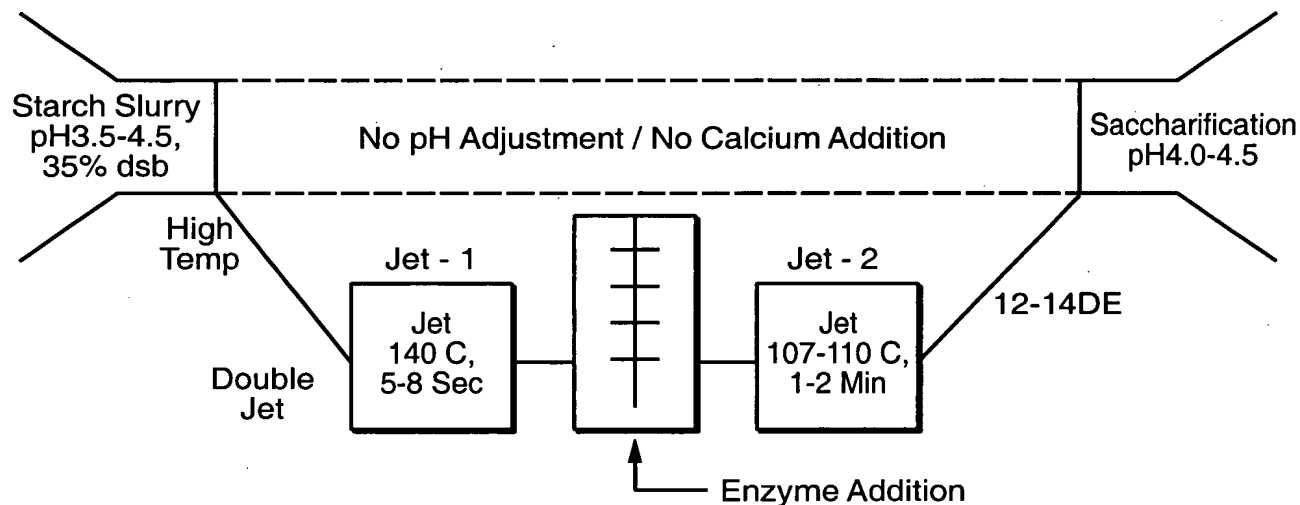 Starch Slurry
pH3.5-4.5,
35% dsb
No pH Adjustment / No Calcium Addition
Saccharification
pH4.0-4.5
High
Temp
Double
Jet
Jet - 1
Jet
140 C,
5-8 Sec
Jet - 2
Jet
107-110 C,
1-2 Min
12-14DE
Enzyme Addition